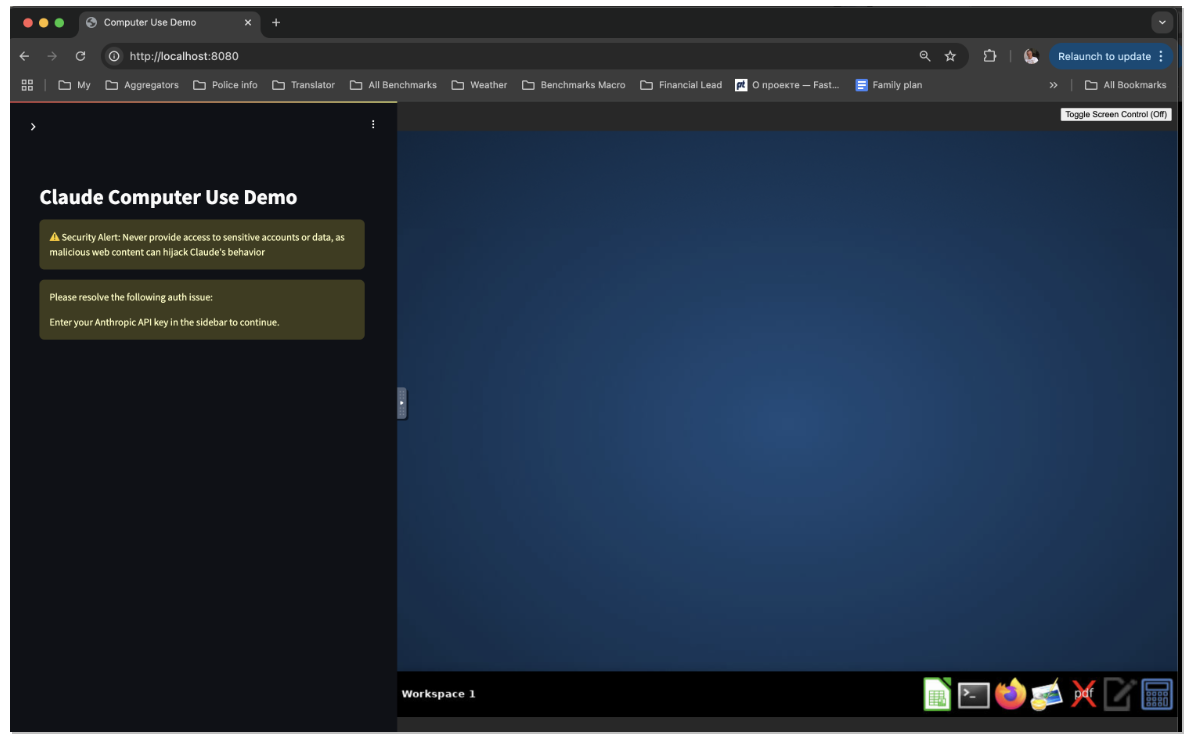 Computer Use Demo
http://localhost:8080
Relaunch to update
My Aggregators Police info Translator All Benchmarks Weather Benchmarks Macro Financial Lead pt О проекте — Fast... Family plan » All Bookmarks
Toggle Screen Control (Off)
Claude Computer Use Demo
Security Alert: Never provide access to sensitive accounts or data, as
malicious web content can hijack Claude's behavior
Please resolve the following auth issue:
Enter your Anthropic API key in the sidebar to continue.
Workspace 1
pdf